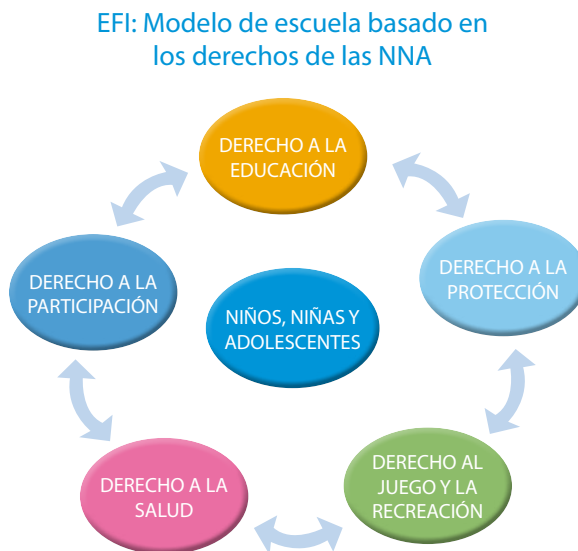 EFI: Modelo de escuela basado en
los derechos de las NNA
DERECHO A LA
EDUCACIÓN
DERECHO A LA
PROTECCIÓN
DERECHO A LA
PARTICIPACIÓN
NIÑOS, NIÑAS Y
ADOLESCENTES
DERECHO A LA
SALUD
DERECHO AL
JUEGO Y LA
RECREACIÓN